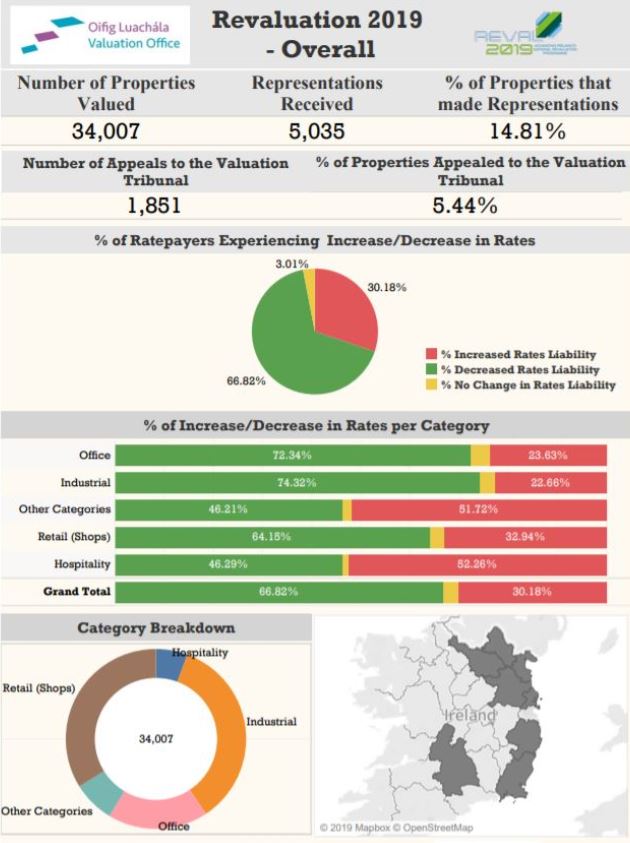 Oifig Luachála
Valuation Office
Revaluation 2019
- Overall
REVAL
2019
Number of Properties
Valued
34,007
Representations
Received
5,035
% of Properties that
made Representations
14.81%
Number of Appeals to the Valuation
Tribunal
1,851
% of Properties Appealed to the Valuation
Tribunal
5.44%
% of Ratepayers Experiencing Increase/Decrease in Rates
3.01%
30.18%
66.82%
% Increased Rates Liability
% Decreased Rates Liability
% No Change in Rates Liability
% of Increase/Decrease in Rates per Category
Office 72.34% 23.63%
Industrial 74.32% 22.66%
Other Categories 46.21% 51.72%
Retail (Shops) 64.15% 32.94%
Hospitality 46.29% 52.26%
Grand Total 66.82% 30.18%
Category Breakdown
Hospitality
Retail (Shops)
Industrial
34,007
Other Categories
Office
Ireland
© 2019 Mapbox © OpenStreetMap